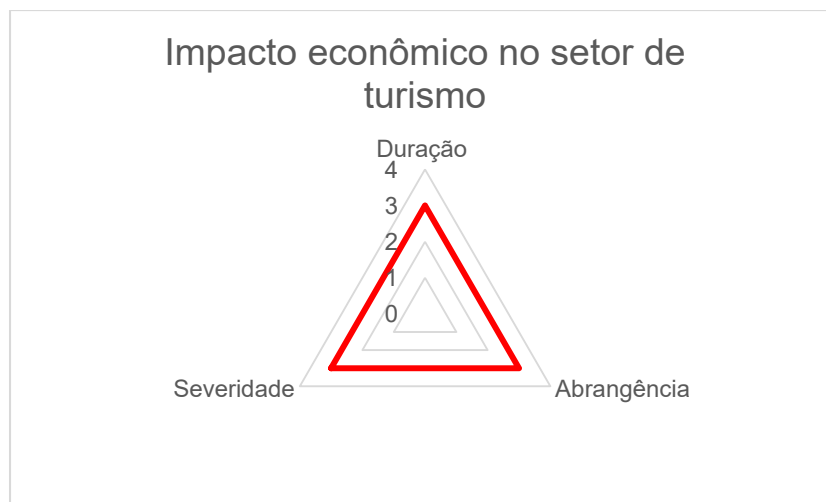 Impacto econômico no setor de
turismo
Duração
4
3
2
1
0
Severidade
Abrangência